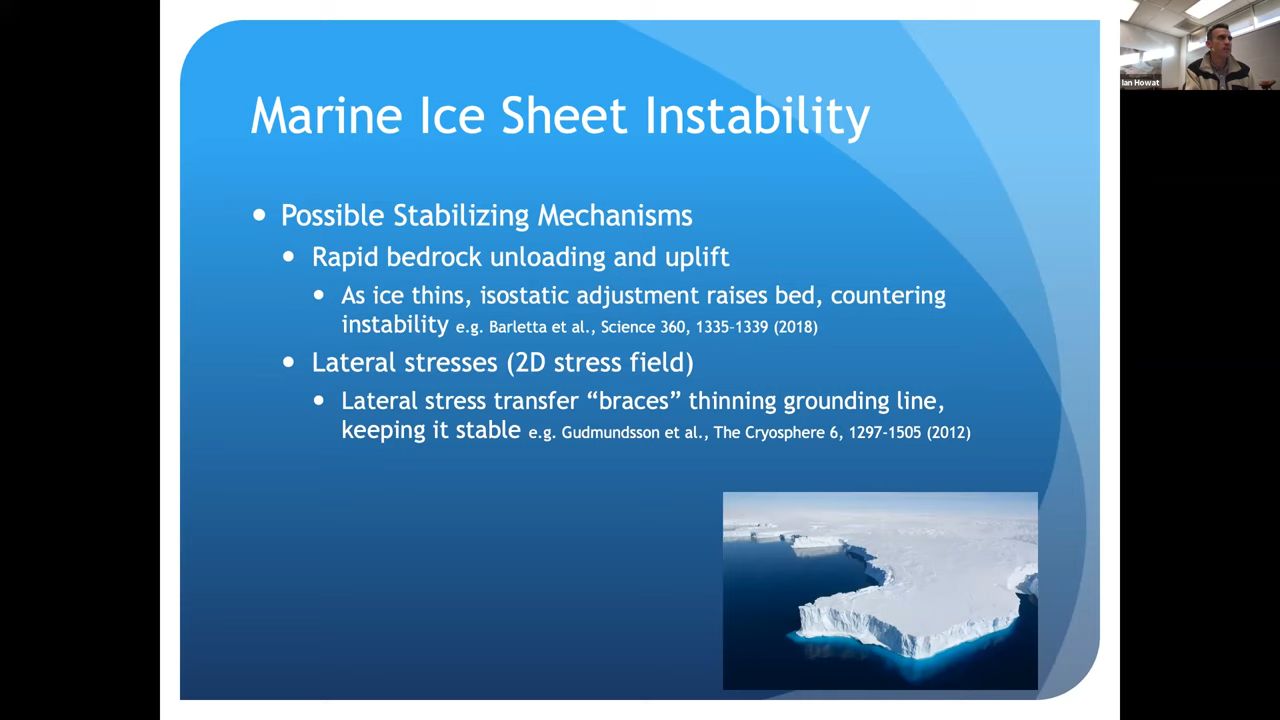 Marine Ice Sheet Instability
Possible Stabilizing Mechanisms
Rapid bedrock unloading and uplift
As ice thins, isostatic adjustment raises bed, countering
instability e.g. Barletta et al., Science 360, 1335–1339 (2018)
Lateral stresses (2D stress field)
Lateral stress transfer “braces” thinning grounding line,
keeping it stable e.g. Gudmundsson et al., The Cryosphere 6, 1297-1505 (2012)
Ian Howat